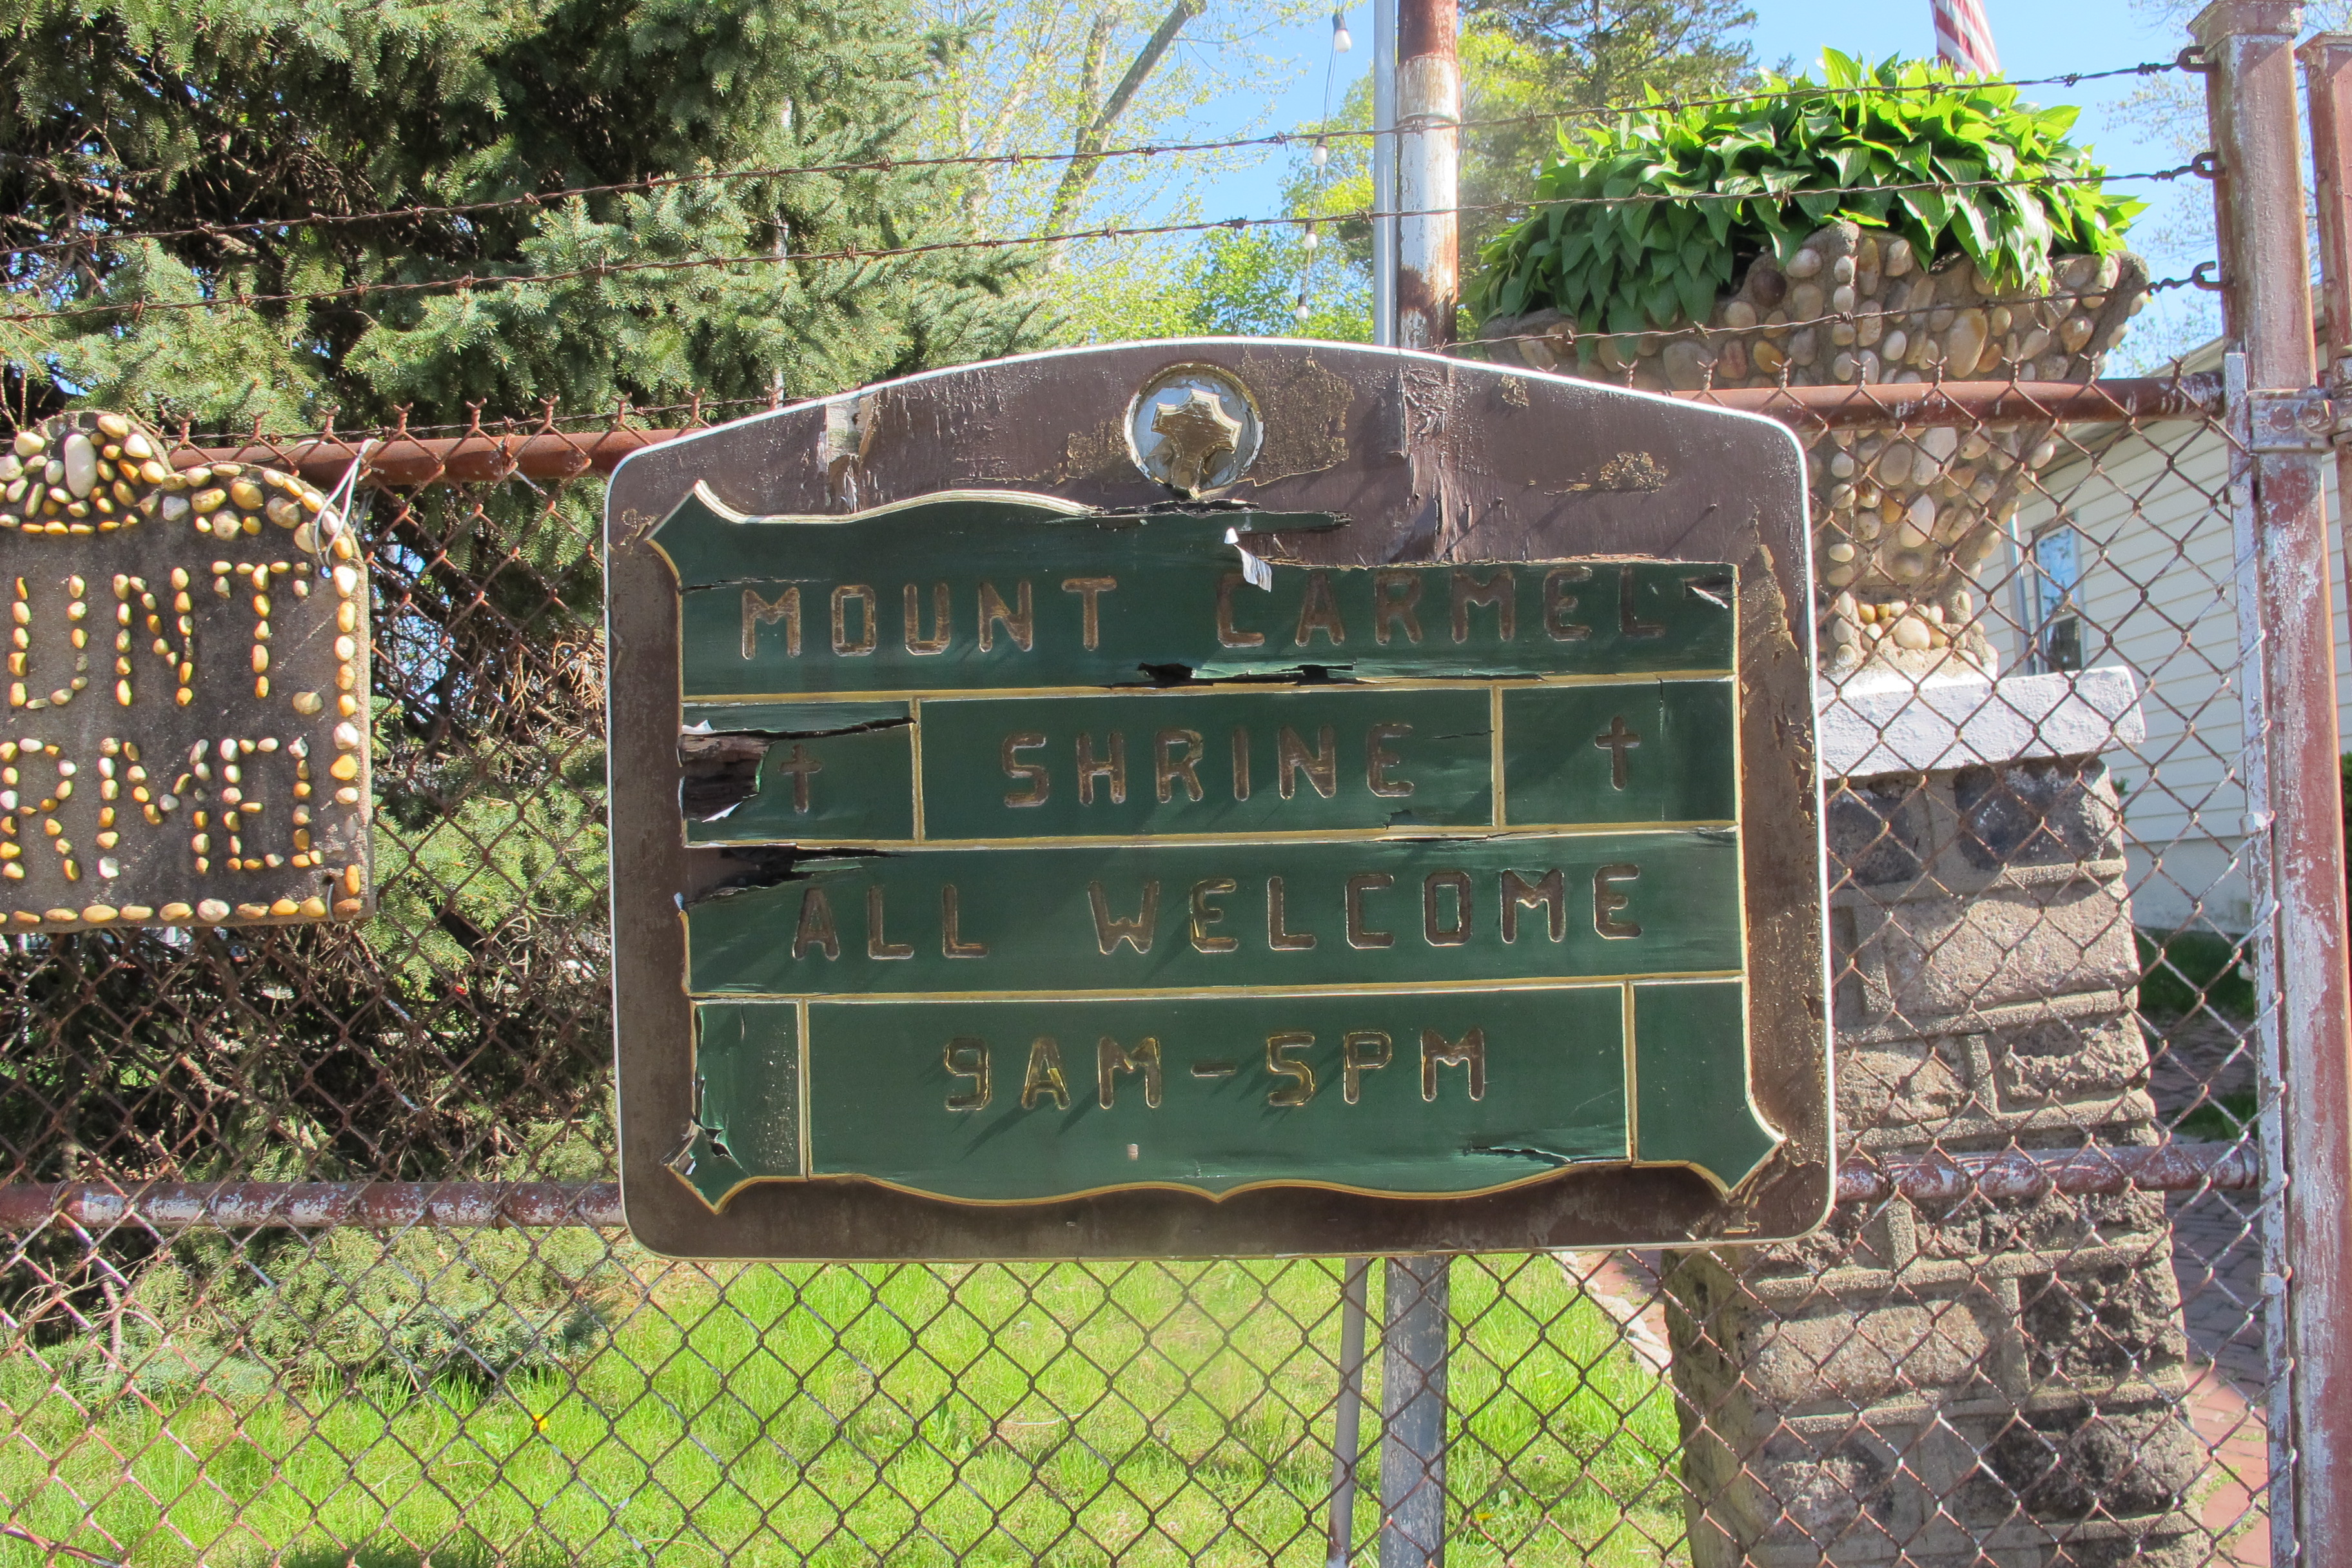 UNT.
RMEL
MOUNT CARMEL
SHRINE
ALL WELCOME
9AM-5PM